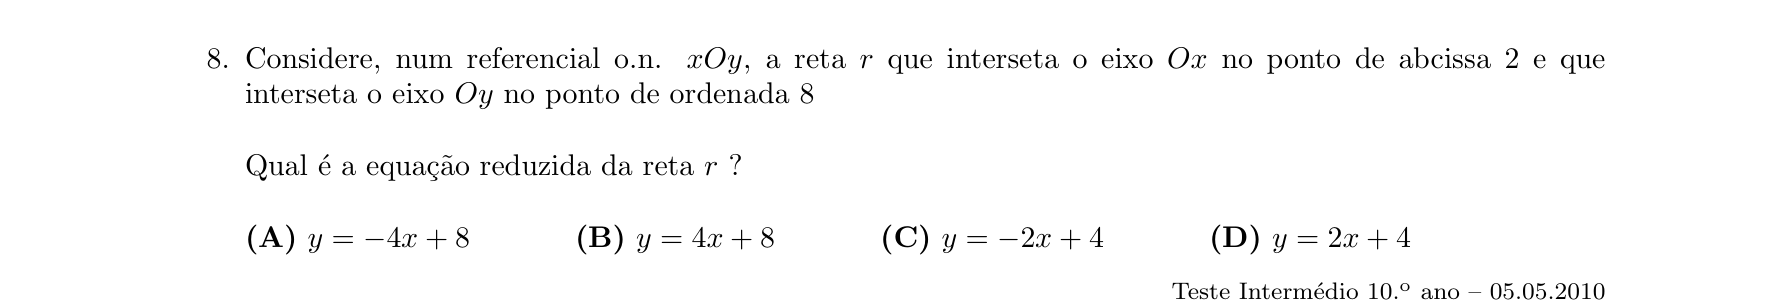 8. Considere, num referencial o.n. xOy, a reta r que interseta o eixo Ox no ponto de abcissa 2 e que
interseta o eixo Oy no ponto de ordenada 8
Qual é a equação reduzida da reta r ?
(A) y = −4x + 8 (B) y = 4x + 8 (C) y = −2x + 4 (D) y = 2x + 4
Teste Intermédio 10.º ano – 05.05.2010